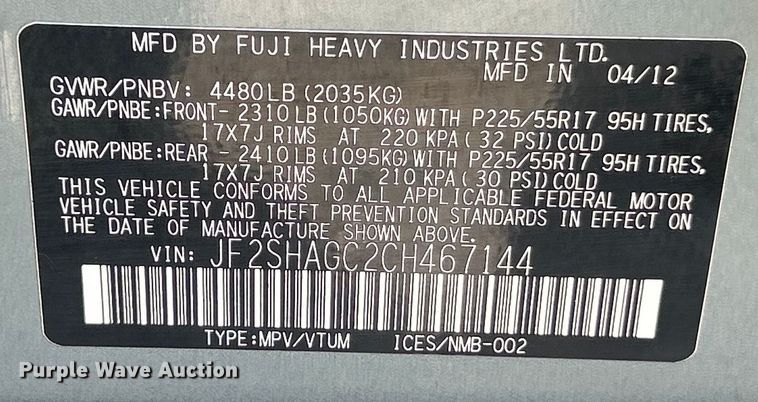 MFD BY FUJI HEAVY INDUSTRIES LTD.
MFD IN 04/12
GVWR/PNBV: 4480LB(2035KG)
GAWR/PNBE:FRONT- 2310LB(1050KG)WITH P225/55R17 95H TIRES,
17X7J RIMS AT 220 KPA( 32 PSI)COLD
GAWR/PNBE:REAR - 2410LB(1095KG)WITH P225/55R17 95H TIRES,
17X7J RIMS AT 210 KPA( 30 PSI)COLD
THIS VEHICLE CONFORMS TO ALL APPLICABLE FEDERAL MOTOR
VEHICLE SAFETY AND THEFT PREVENTION STANDARDS IN EFFECT ON
THE DATE OF MANUFACTURE SHOWN ABOVE.
VIN: JF2SHAGC2CH467144
TYPE:MPV/VTUM ICES/NMB-002
Purple Wave Auction